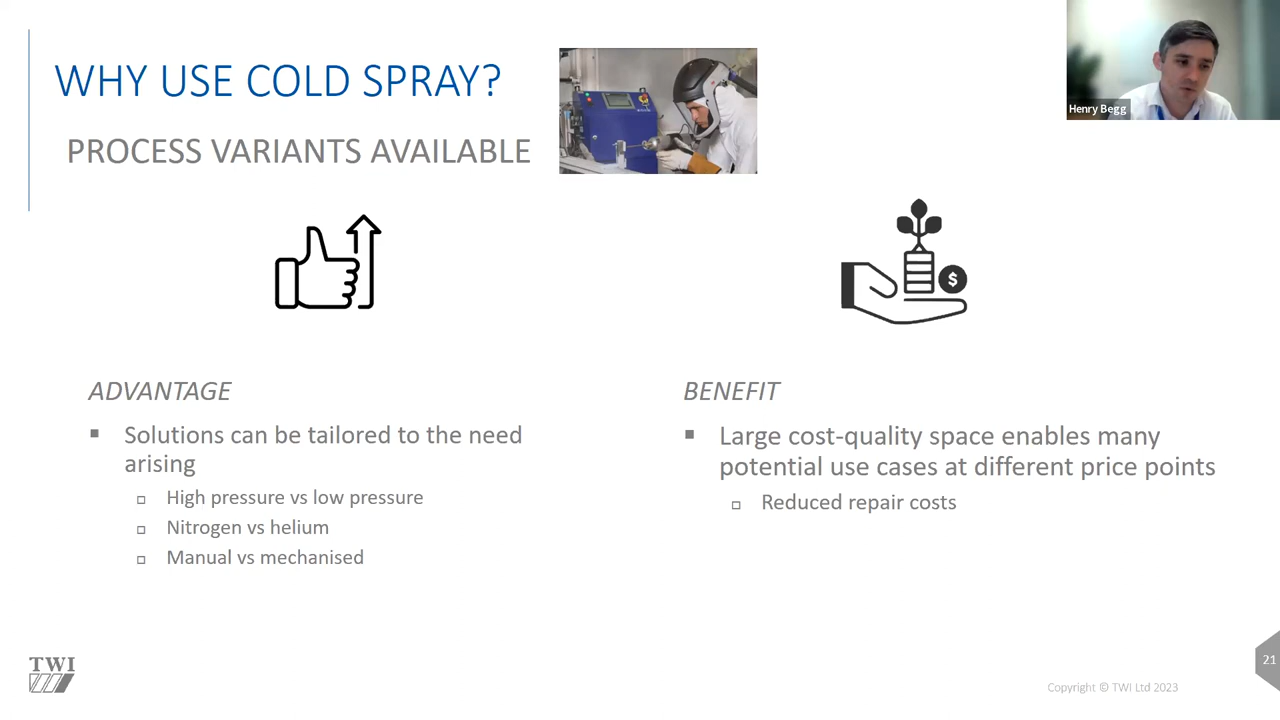 WHY USE COLD SPRAY?
PROCESS VARIANTS AVAILABLE
Henry Begg
$
ADVANTAGE
Solutions can be tailored to the need
arising
High pressure vs low pressure
Nitrogen vs helium
Manual vs mechanised
BENEFIT
Large cost-quality space enables many
potential use cases at different price points
Reduced repair costs
TWI
Copyright © TWI Ltd 2023
21